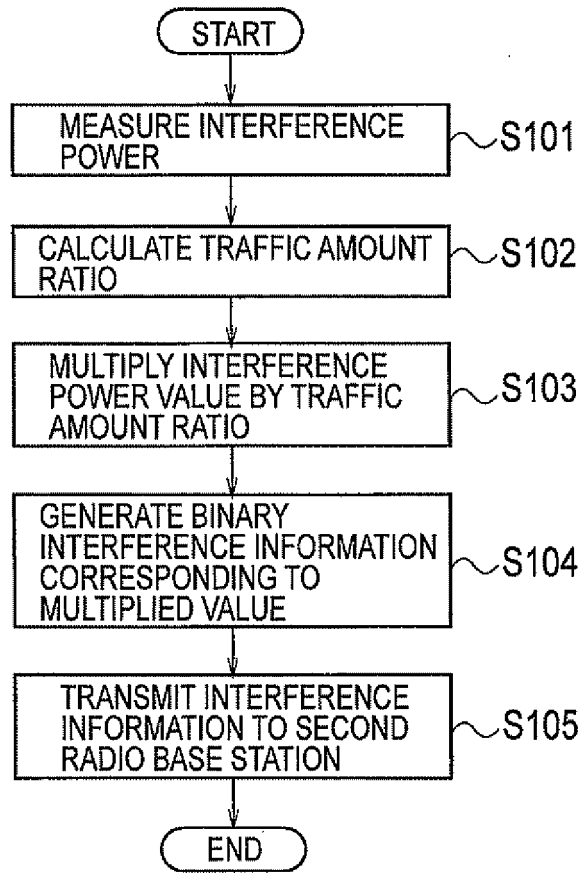 START
MEASURE INTERFERENCE
POWER
S101
CALCULATE TRAFFIC AMOUNT
RATIO
S102
MULTIPLY INTERFERENCE
POWER VALUE BY TRAFFIC
AMOUNT RATIO
S103
GENERATE BINARY
INTERFERENCE INFORMATION
CORRESPONDING TO
MULTIPLIED VALUE
S104
TRANSMIT INTERFERENCE
INFORMATION TO SECOND
RADIO BASE STATION
S105
END